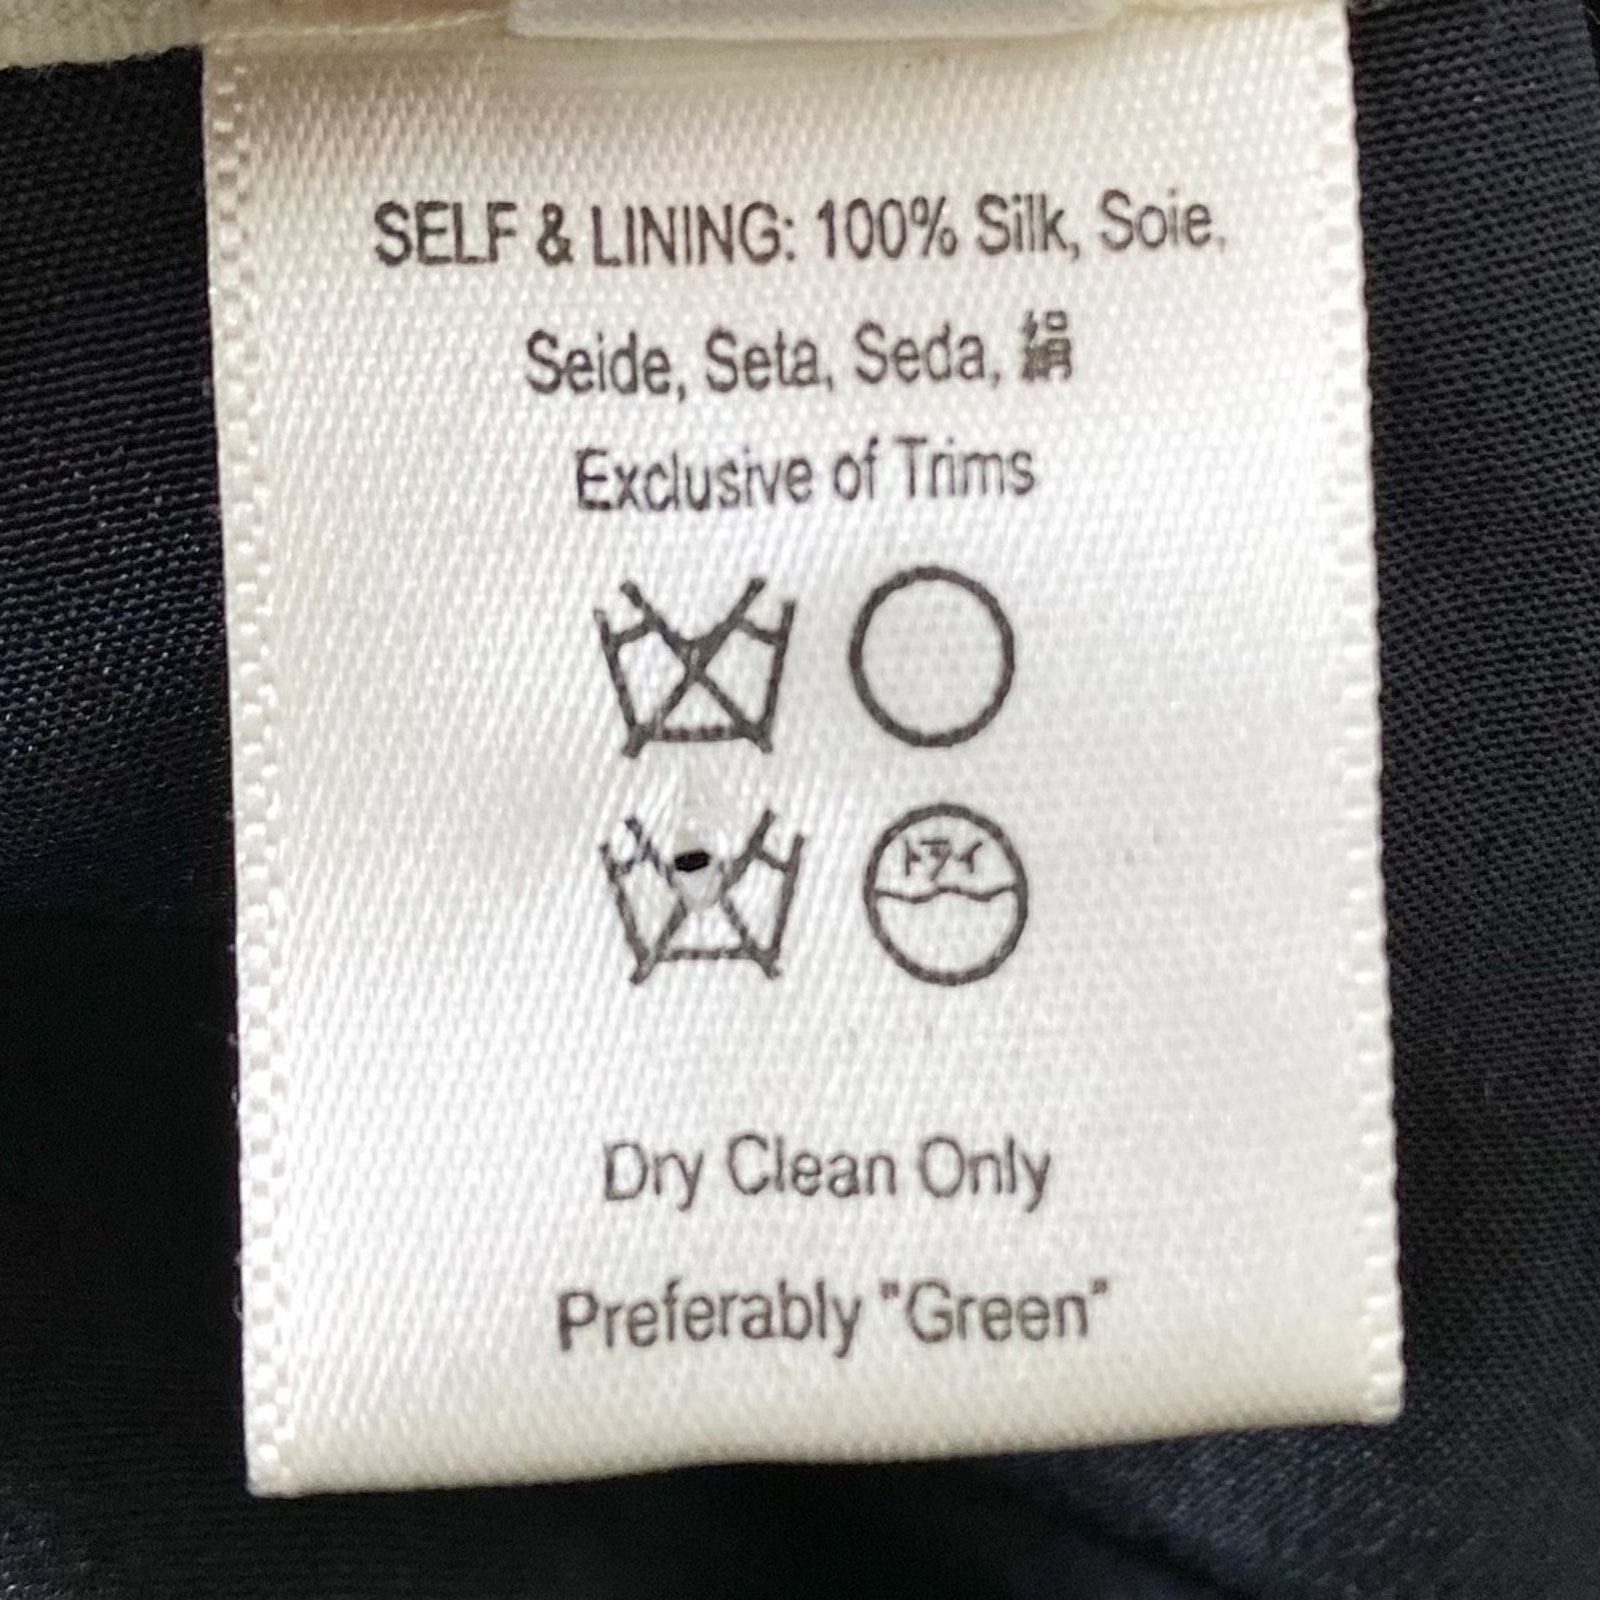 SELF & LINING: 100% Silk, Soie,
Seide, Seta, Seda, 絹
Exclusive of Trims
ドライ
Dry Clean Only
Preferably "Green"